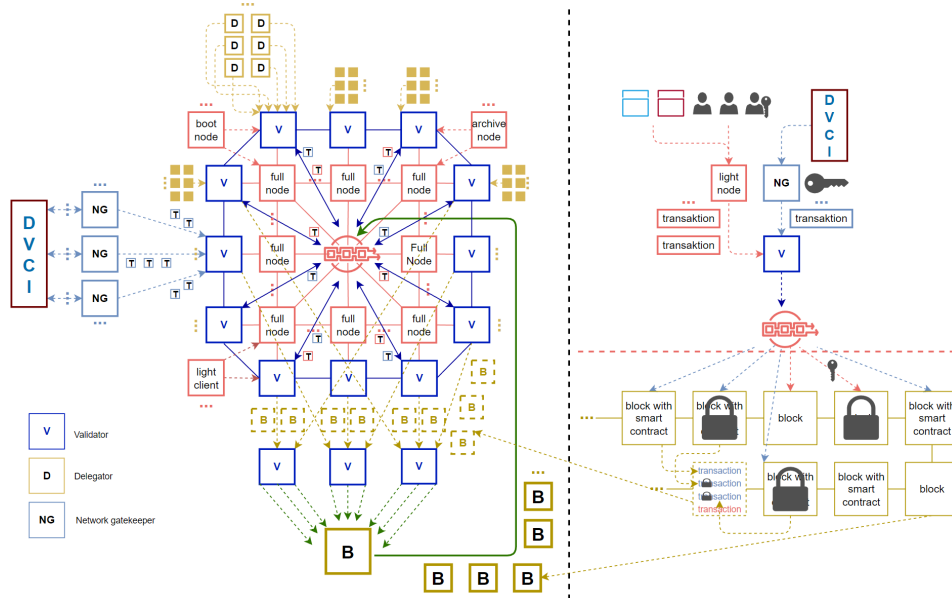 D
D
D
D
D
D
D
V
C
I
boot
node
V
V
V
archive
node
T
T
light
node
NG
V
full
node
full
node
full
node
V
T
T
NG
T
T
T
T
transaktion
transaktion
transaktion
D
V
C
I
NG
T
T
T
V
full
node
Full
Node
V
V
NG
T
T
T
T
V
full
node
full
node
full
node
V
T
T
light
client
V
V
V
B
B
B
B
B
B
B
B
block with
smart
contract
block with
block
block with
smart
contract
V
Validator
V
V
V
transaction
transaction
transaction
transaction
block with
block with
smart
contract
block
D
Delegator
B
NG
Network gatekeeper
B
B
B
B
B